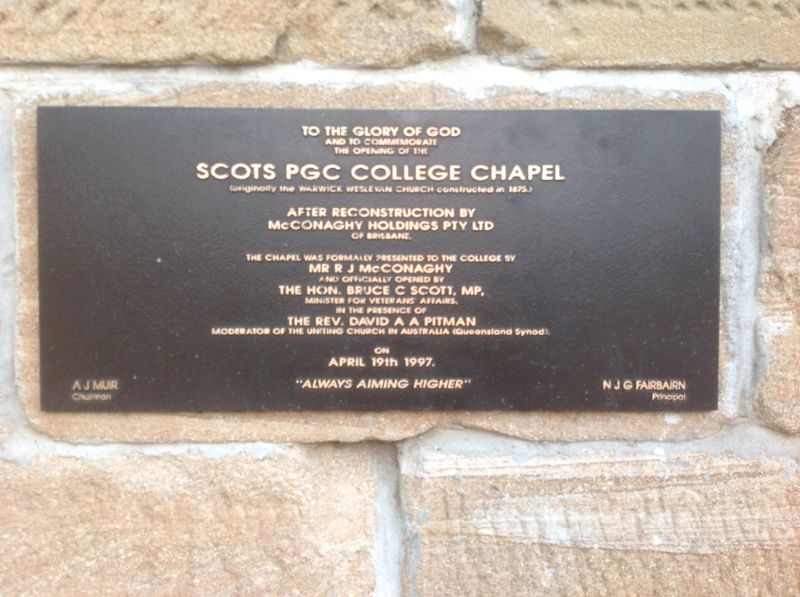 TO THE GLORY OF GOD
AND TO COMMEMORATE
THE OPENING OF THE
SCOTS PGC COLLEGE CHAPEL
(originally the WARWICK WESLEYAN CHURCH constructed in 1875.)
AFTER RECONSTRUCTION BY
McCONAGHY HOLDINGS PTY LTD
OF BRISBANE.
THE CHAPEL WAS FORMALLY PRESENTED TO THE COLLEGE BY
MR R J McCONAGHY
AND OFFICIALLY OPENED BY
THE HON. BRUCE C SCOTT, MP,
MINISTER FOR VETERANS' AFFAIRS,
IN THE PRESENCE OF
THE REV. DAVID A A PITMAN
MODERATOR OF THE UNITING CHURCH IN AUSTRALIA (Queensland Synod).
ON
APRIL 19th 1997.
"ALWAYS AIMING HIGHER"
A J MUIR
Chairman
N J G FAIRBAIRN
Principal